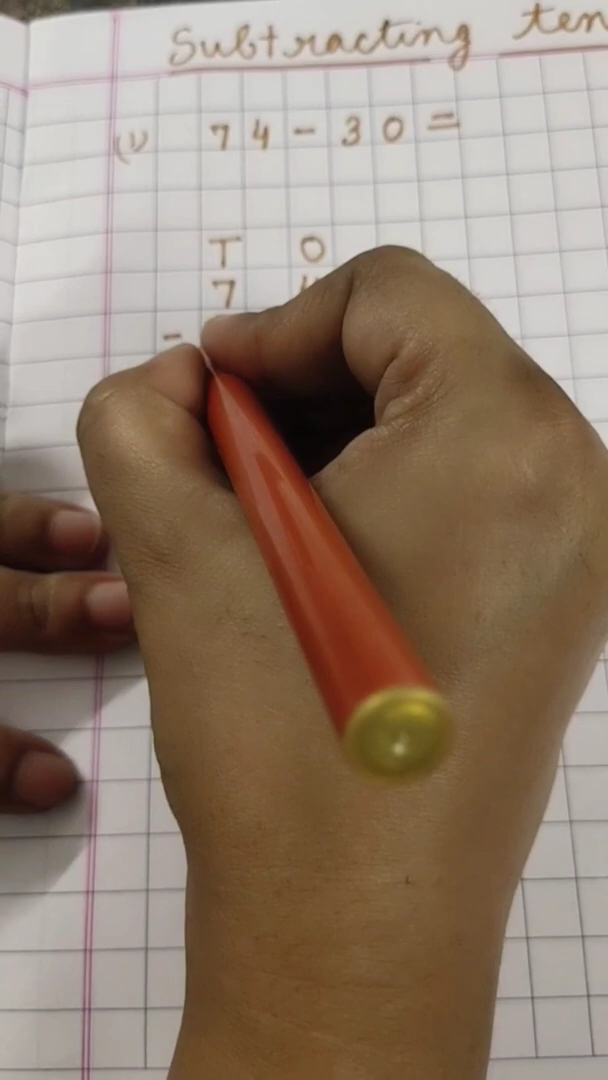 Subtracting ten
(1) 74-30=
T O
7
-